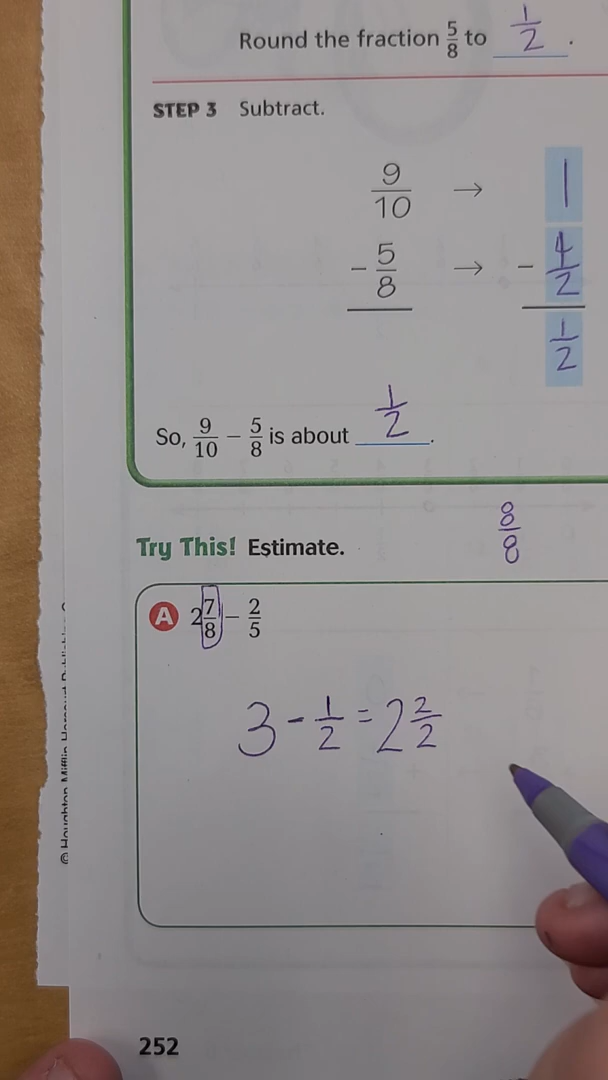 Round the fraction 5/8 to 1/2.
STEP 3 Subtract.
9/10 → 1
- 5/8 → - 1/2
1/2
So, 9/10 - 5/8 is about 1/2.
8/8
Try This! Estimate.
A 2 7/8 - 2/5
3 - 1/2 = 2 2/2
252